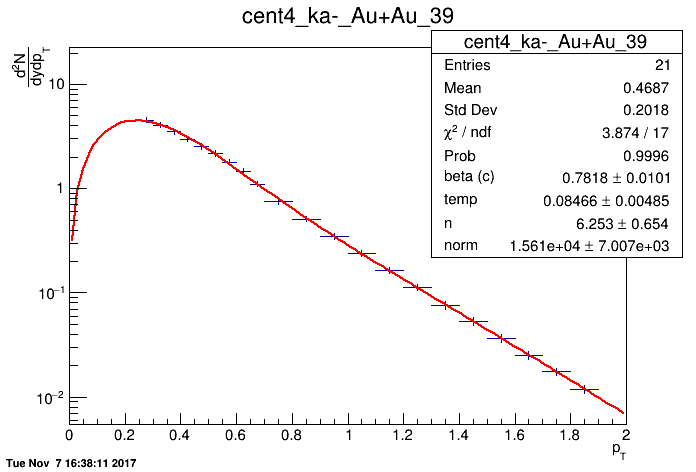 cent4_ka-_Au+Au_39
d²N
dydp_T
cent4_ka-_Au+Au_39
Entries 21
Mean 0.4687
Std Dev 0.2018
χ² / ndf 3.874 / 17
Prob 0.9996
beta (c) 0.7818 ± 0.0101
temp 0.08466 ± 0.00485
n 6.253 ± 0.654
norm 1.561e+04 ± 7.007e+03
10
1
10⁻¹
10⁻²
0 0.2 0.4 0.6 0.8 1 1.2 1.4 1.6 1.8 2
p_T
Tue Nov 7 16:38:11 2017